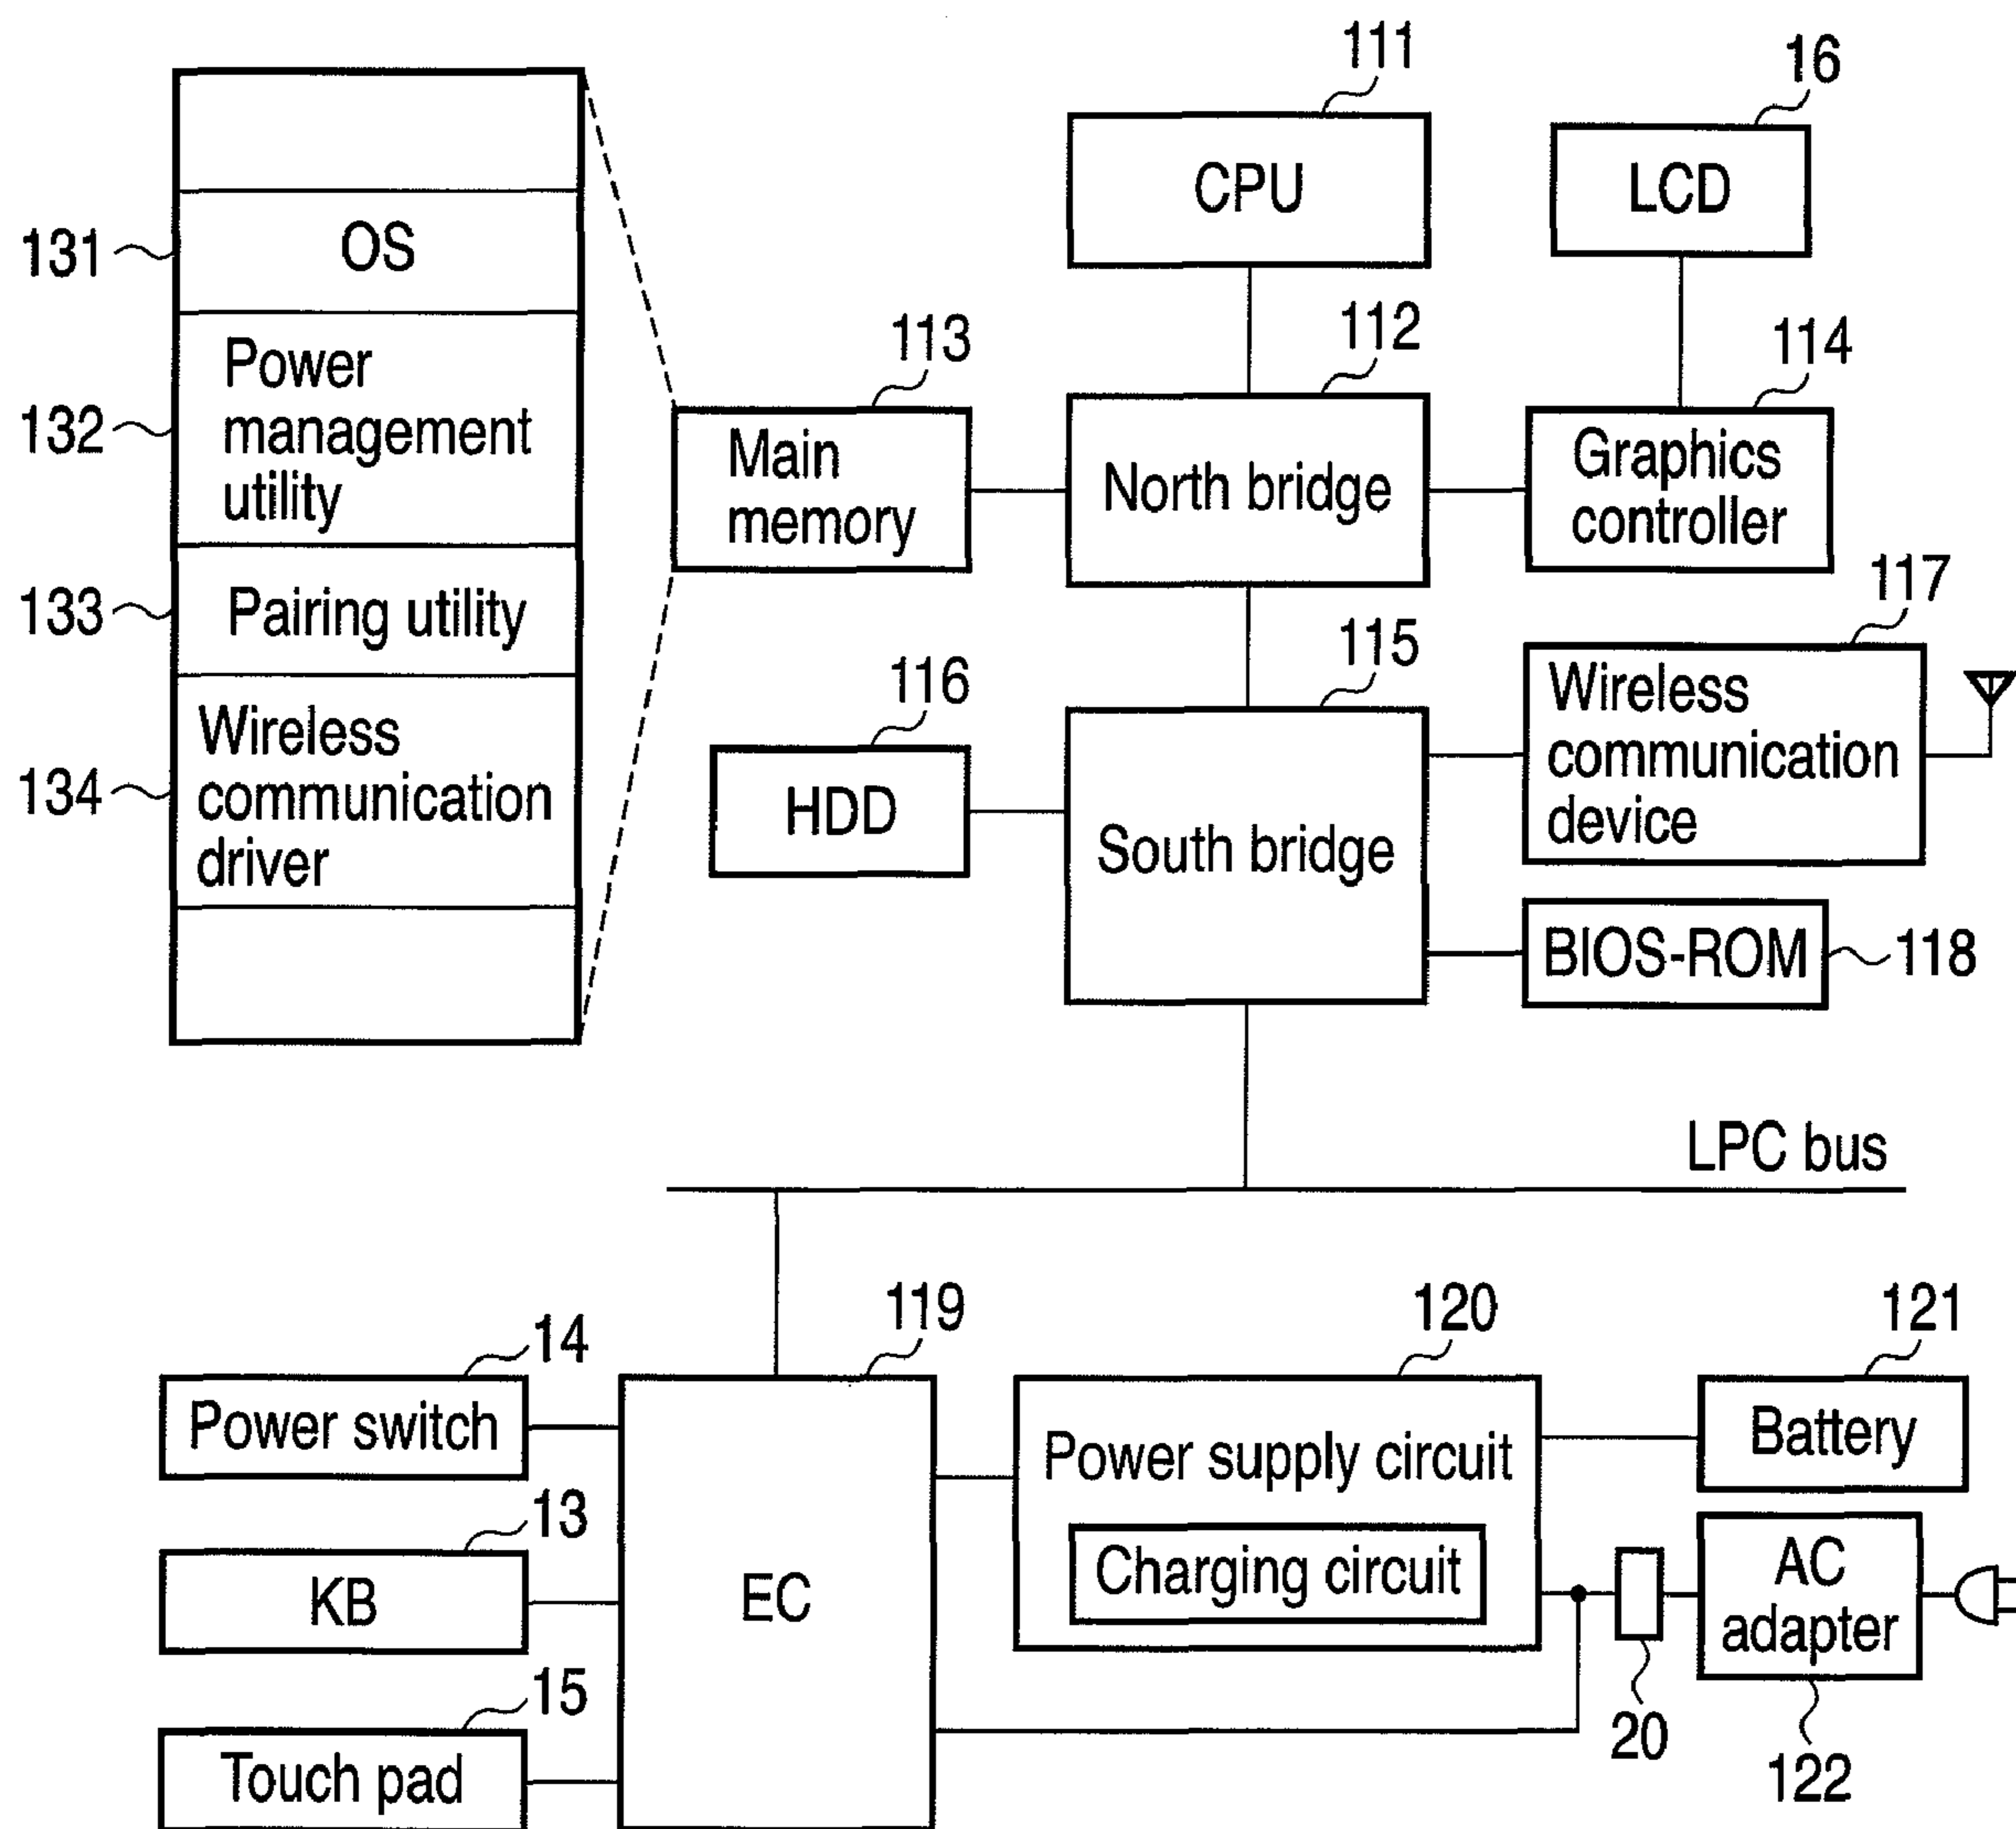 111
16
CPU
LCD
131
OS
132
Power
management
utility
133
Pairing utility
134
Wireless
communication
driver
113
Main
memory
112
North bridge
114
Graphics
controller
116
HDD
115
South bridge
117
Wireless
communication
device
BIOS-ROM
118
LPC bus
14
Power switch
13
KB
15
Touch pad
119
EC
120
Power supply circuit
Charging circuit
121
Battery
AC
adapter
20
122